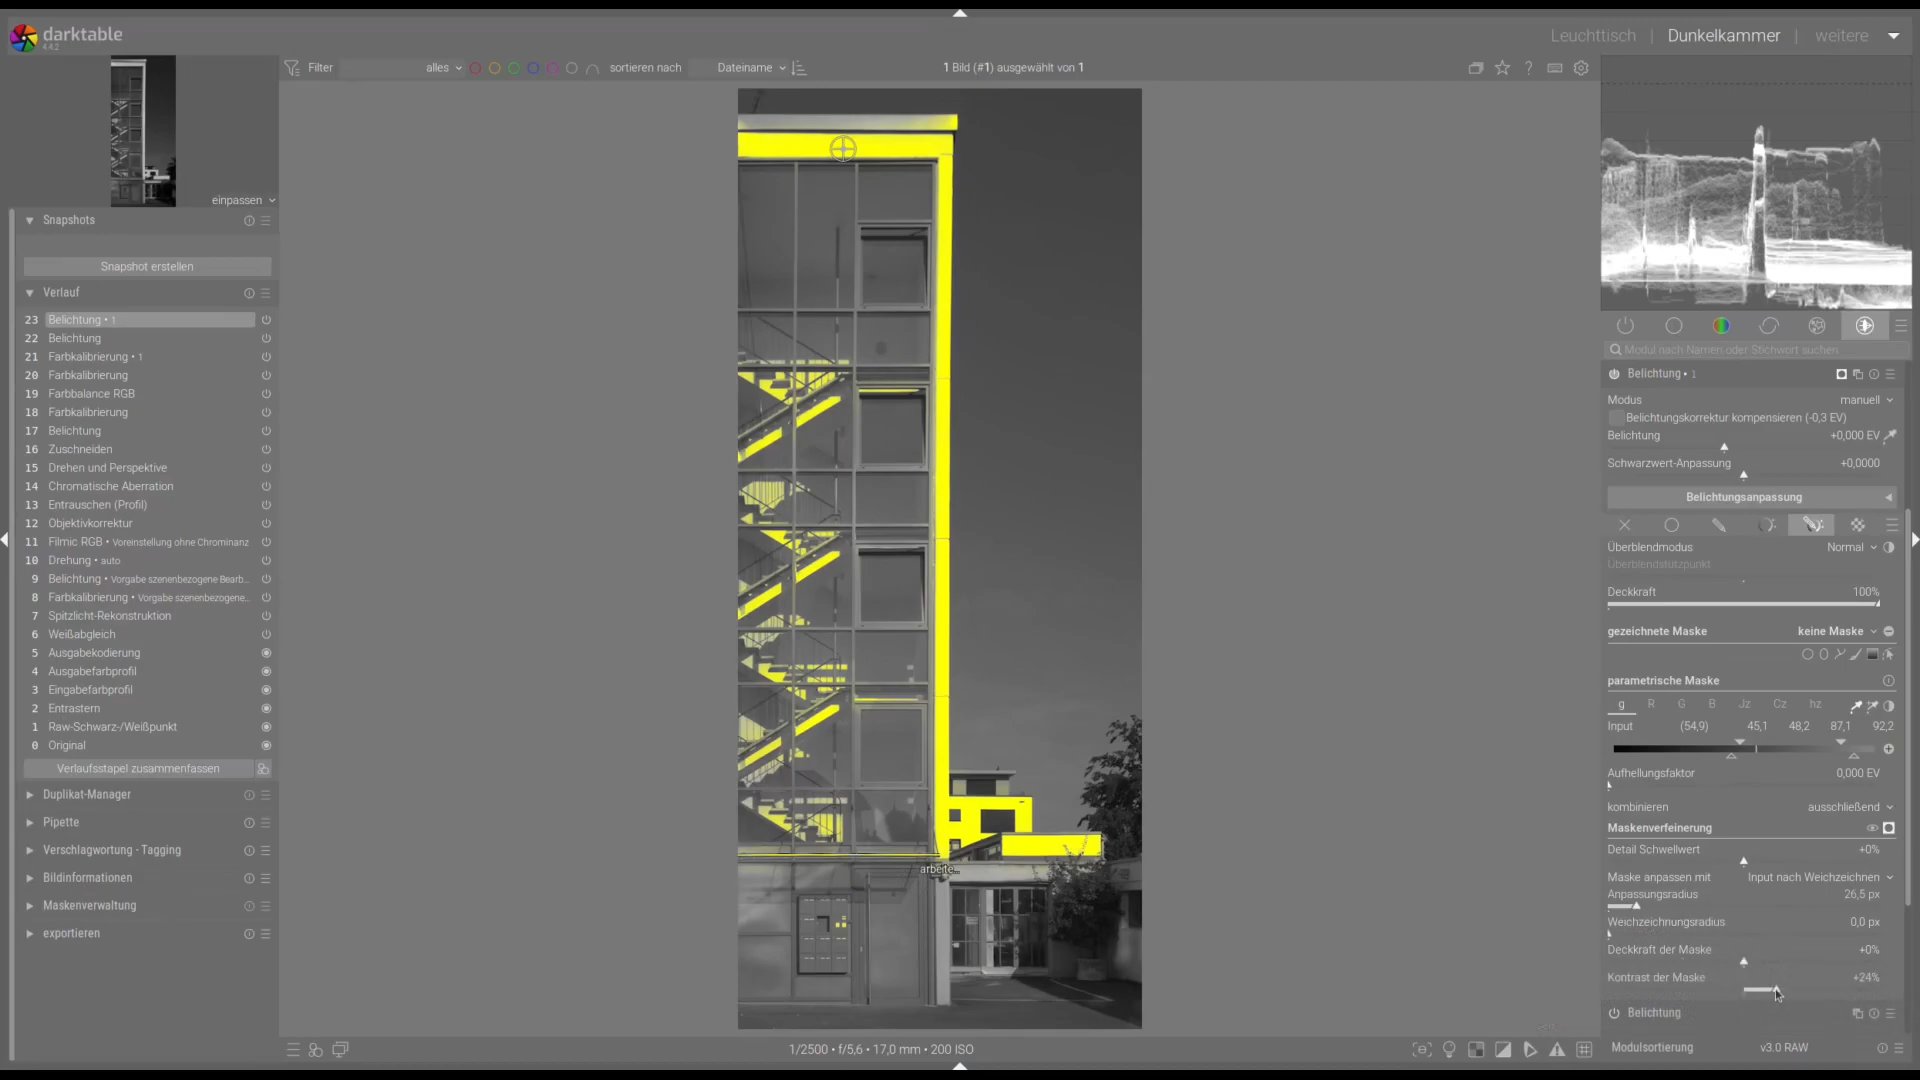 darktable
4.4.2
Leuchttisch | Dunkelkammer | weitere
Filter alles sortieren nach Dateiname 1 Bild (#1) ausgewählt von 1 ?
einpassen
Snapshots
Snapshot erstellen
Verlauf
23 Belichtung • 1
22 Belichtung
21 Farbkalibrierung • 1
20 Farbkalibrierung
19 Farbbalance RGB
18 Farbkalibrierung
17 Belichtung
16 Zuschneiden
15 Drehen und Perspektive
14 Chromatische Aberration
13 Entrauschen (Profil)
12 Objektivkorrektur
11 Filmic RGB • Voreinstellung ohne Chrominanz
10 Drehung • auto
9 Belichtung • Vorgabe szenenbezogene Bearb...
8 Farbkalibrierung • Vorgabe szenenbezogene...
7 Spitzlicht-Rekonstruktion
6 Weißabgleich
5 Ausgabekodierung
4 Ausgabefarbprofil
3 Eingabefarbprofil
2 Entrastern
1 Raw-Schwarz-/Weißpunkt
0 Original
Verlaufsstapel zusammenfassen
Duplikat-Manager
Pipette
Verschlagwortung - Tagging
Bildinformationen
Maskenverwaltung
exportieren
arbeite...
1/2500 • f/5,6 • 17,0 mm • 200 ISO
Modul nach Namen oder Stichwort suchen
Belichtung • 1
Modus manuell
Belichtungskorrektur kompensieren (-0,3 EV)
Belichtung +0,000 EV
Schwarzwert-Anpassung +0,0000
Belichtungsanpassung
Überblendmodus Normal
Überblendstützpunkt
Deckkraft 100%
gezeichnete Maske keine Maske
parametrische Maske
g R G B Jz Cz hz
Input (54,9) 45,1 48,2 87,1 92,2
Aufhellungsfaktor 0,000 EV
kombinieren ausschließend
Maskenverfeinerung
Detail Schwellwert +0%
Maske anpassen mit Input nach Weichzeichnen
Anpassungsradius 26,5 px
Weichzeichnungsradius 0,0 px
Deckkraft der Maske +0%
Kontrast der Maske +24%
Belichtung
Modulsortierung v3.0 RAW